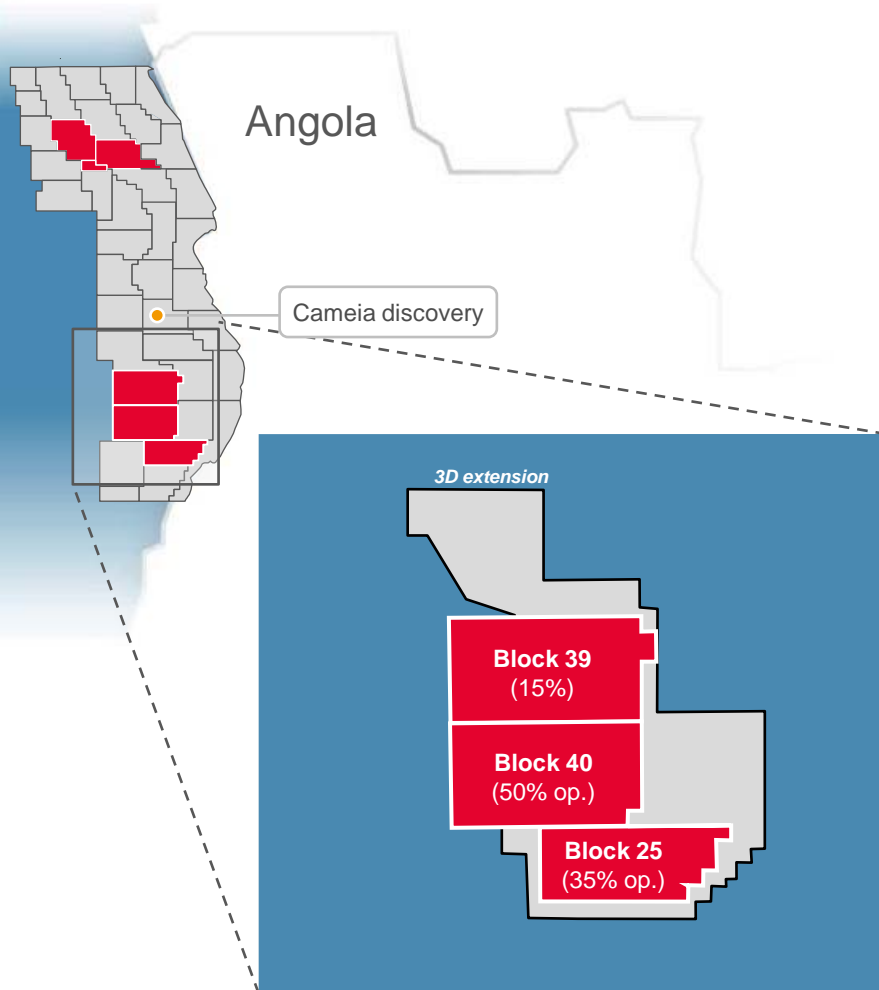 Angola
Cameia discovery
3D extension
Block 39
(15%)
Block 40
(50% op.)
Block 25
(35% op.)